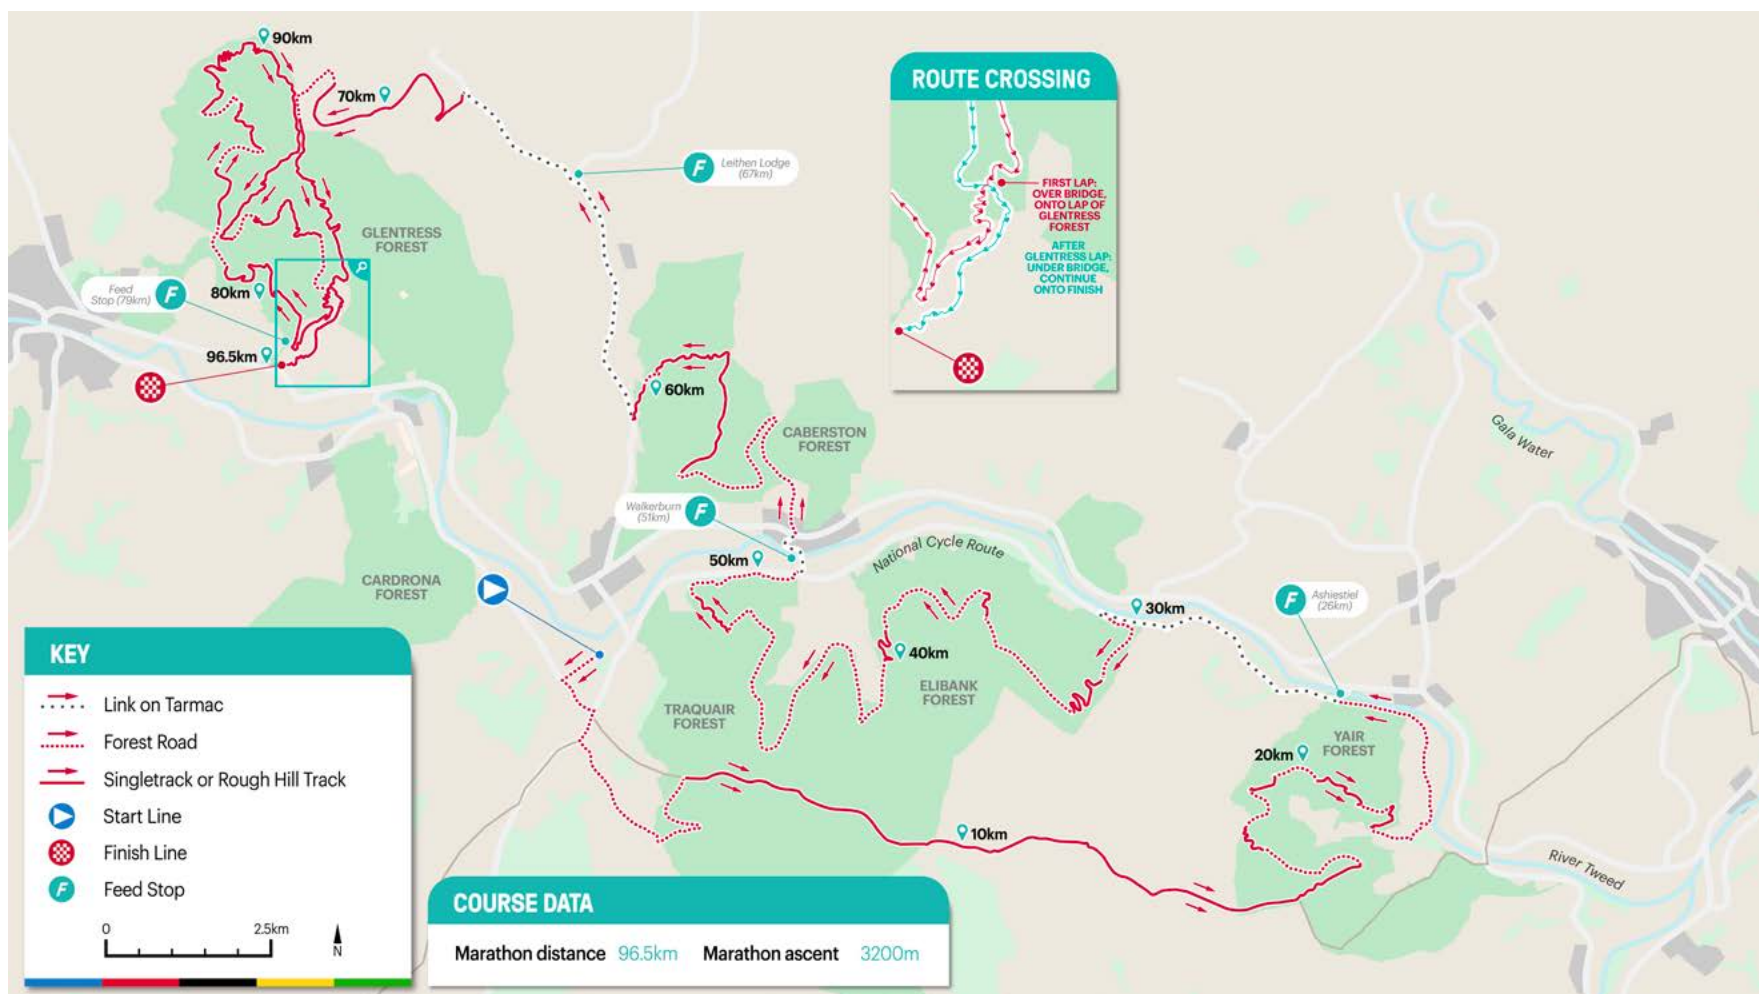 90km
70km
F
Leithen Lodge
(67km)
GLENTRESS
FOREST
Feed
Stop (79km)
F
80km
96.5km
60km
CABERSTON
FOREST
Walkerburn
(51km)
F
50km
CARDRONA
FOREST
National Cycle Route
30km
F
Ashiestiel
(26km)
40km
ELIBANK
FOREST
TRAQUAIR
FOREST
YAIR
FOREST
20km
10km
Gala Water
River Tweed
ROUTE CROSSING
FIRST LAP:
OVER BRIDGE,
ONTO LAP OF
GLENTRESS
FOREST
AFTER
GLENTRESS LAP:
UNDER BRIDGE,
CONTINUE
ONTO FINISH
KEY
Link on Tarmac
Forest Road
Singletrack or Rough Hill Track
Start Line
Finish Line
F Feed Stop
0 2.5km
N
COURSE DATA
Marathon distance 96.5km Marathon ascent 3200m